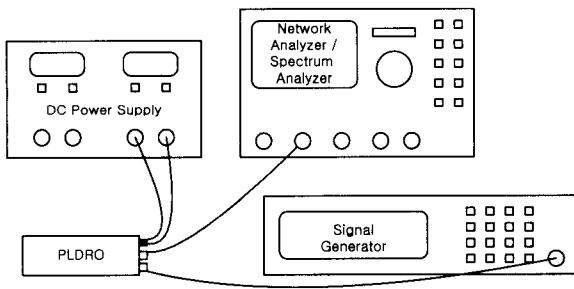 Network
Analyzer /
Spectrum
Analyzer
DC Power Supply
Signal
Generator
PLDRO